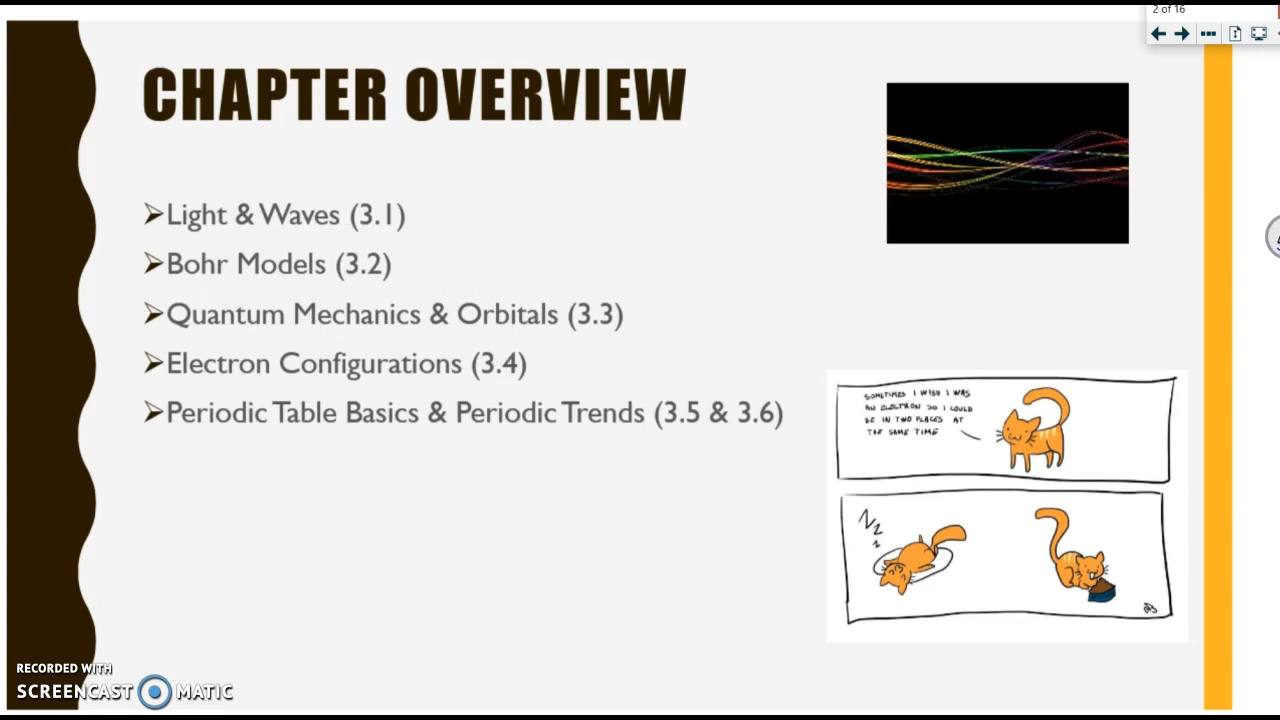 2 of 16
CHAPTER OVERVIEW
Light & Waves (3.1)
Bohr Models (3.2)
Quantum Mechanics & Orbitals (3.3)
Electron Configurations (3.4)
Periodic Table Basics & Periodic Trends (3.5 & 3.6)
SOMETIMES I WISH I WAS
AN ELECTRON SO I COULD
BE IN TWO PLACES AT
THE SAME TIME
Z Z Z
RECORDED WITH
SCREENCAST MATIC